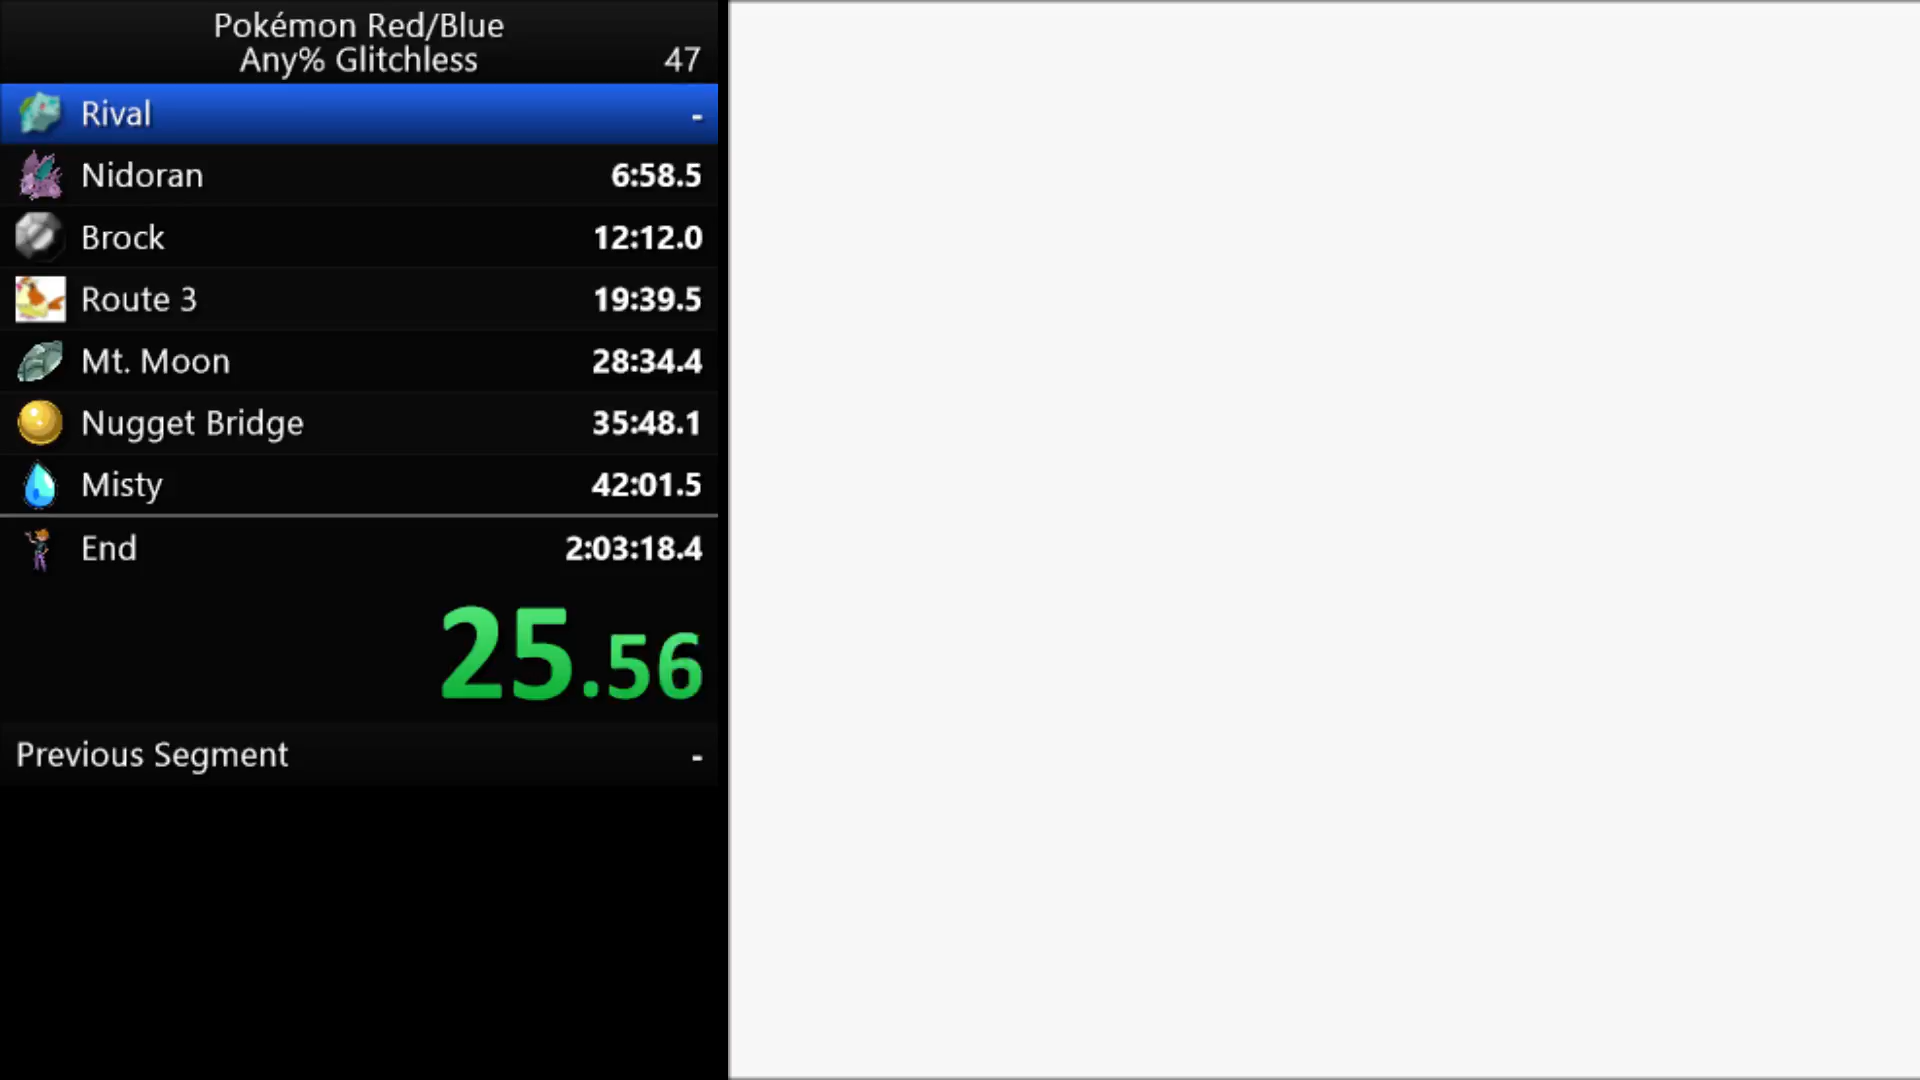 Pokémon Red/Blue
Any% Glitchless 47
Rival -
Nidoran 6:58.5
Brock 12:12.0
Route 3 19:39.5
Mt. Moon 28:34.4
Nugget Bridge 35:48.1
Misty 42:01.5
End 2:03:18.4
25.56
Previous Segment -